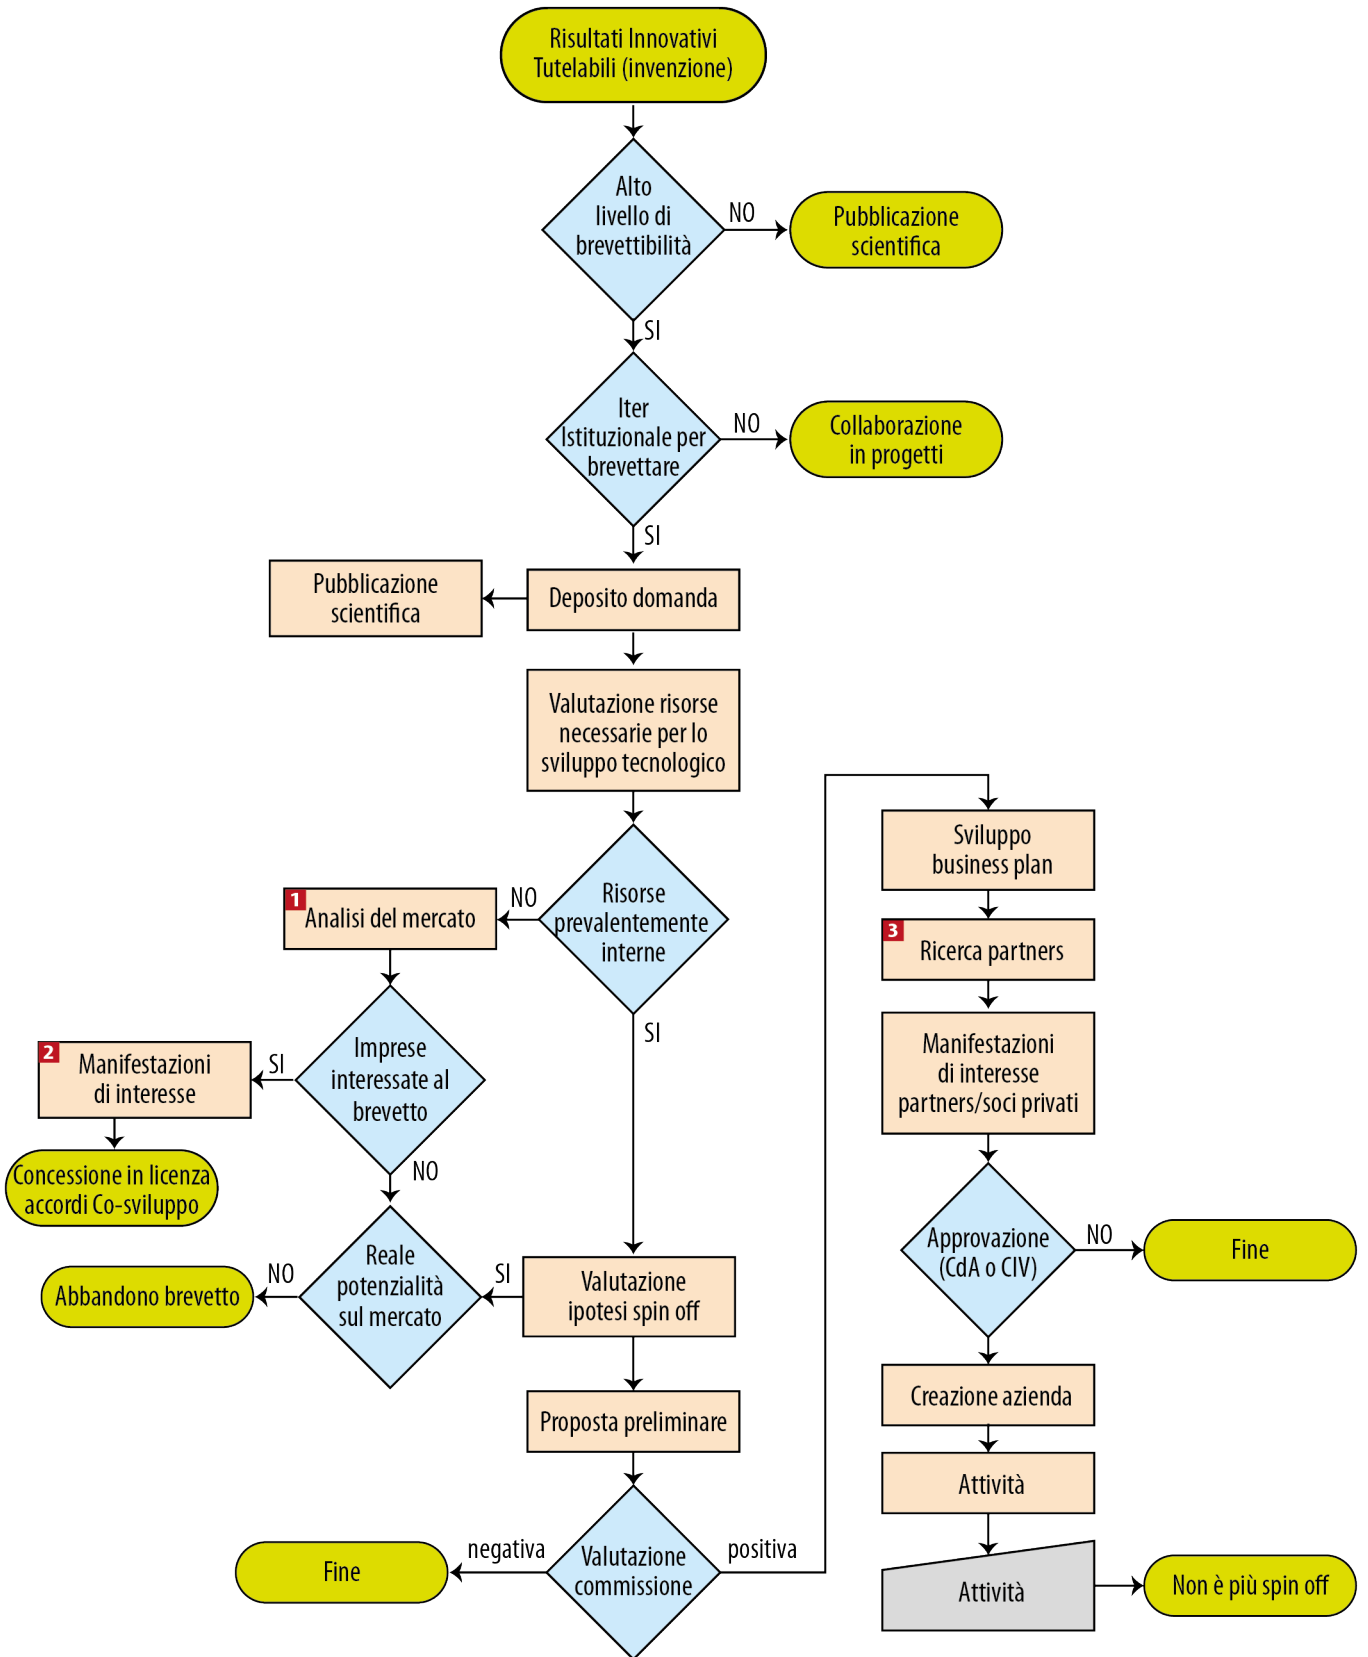 Risultati Innovativi
Tutelabili (invenzione)
Alto
livello di
brevettibilità
NO
Pubblicazione
scientifica
SI
Iter
Istituzionale per
brevettare
NO
Collaborazione
in progetti
SI
Pubblicazione
scientifica
Deposito domanda
Valutazione risorse
necessarie per lo
sviluppo tecnologico
Risorse
prevalentemente
interne
NO
1
Analisi del mercato
SI
Imprese
interessate al
brevetto
SI
2
Manifestazioni
di interesse
Concessione in licenza
accordi Co-sviluppo
NO
Reale
potenzialità
sul mercato
NO
Abbandono brevetto
SI
Valutazione
ipotesi spin off
Proposta preliminare
Valutazione
commissione
negativa
Fine
positiva
Sviluppo
business plan
3
Ricerca partners
Manifestazioni
di interesse
partners/soci privati
Approvazione
(CdA o CIV)
NO
Fine
Creazione azienda
Attività
Attività
Non è più spin off